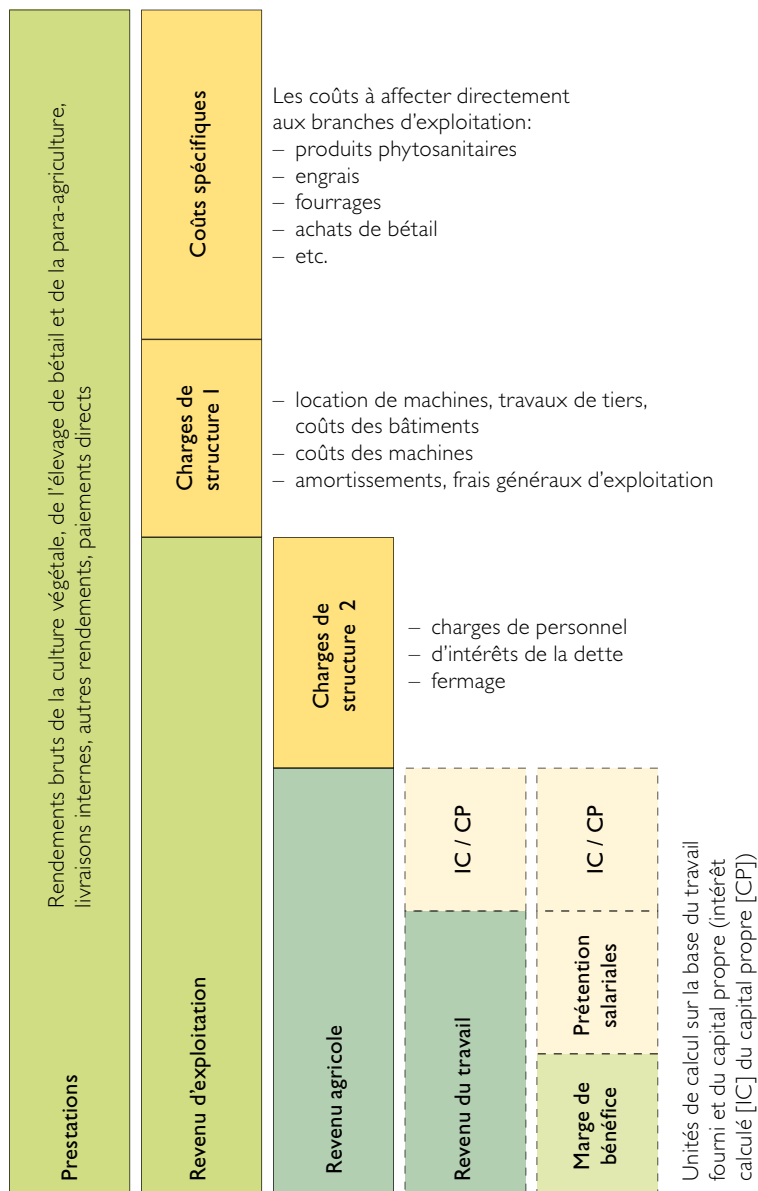 Prestations
Rendements bruts de la culture végétale, de l'élevage de bétail et de la para-agriculture,
livraisons internes, autres rendements, paiements directs
Coûts spécifiques
Les coûts à affecter directement
aux branches d'exploitation:
– produits phytosanitaires
– engrais
– fourrages
– achats de bétail
– etc.
Charges de
structure 1
– location de machines, travaux de tiers,
coûts des bâtiments
– coûts des machines
– amortissements, frais généraux d'exploitation
Revenu d'exploitation
Charges de
structure 2
– charges de personnel
– d'intérêts de la dette
– fermage
Revenu agricole
IC / CP
Revenu du travail
IC / CP
Prétention
salariales
Marge de
bénéfice
Unités de calcul sur la base du travail
fourni et du capital propre (intérêt
calculé [IC] du capital propre [CP])